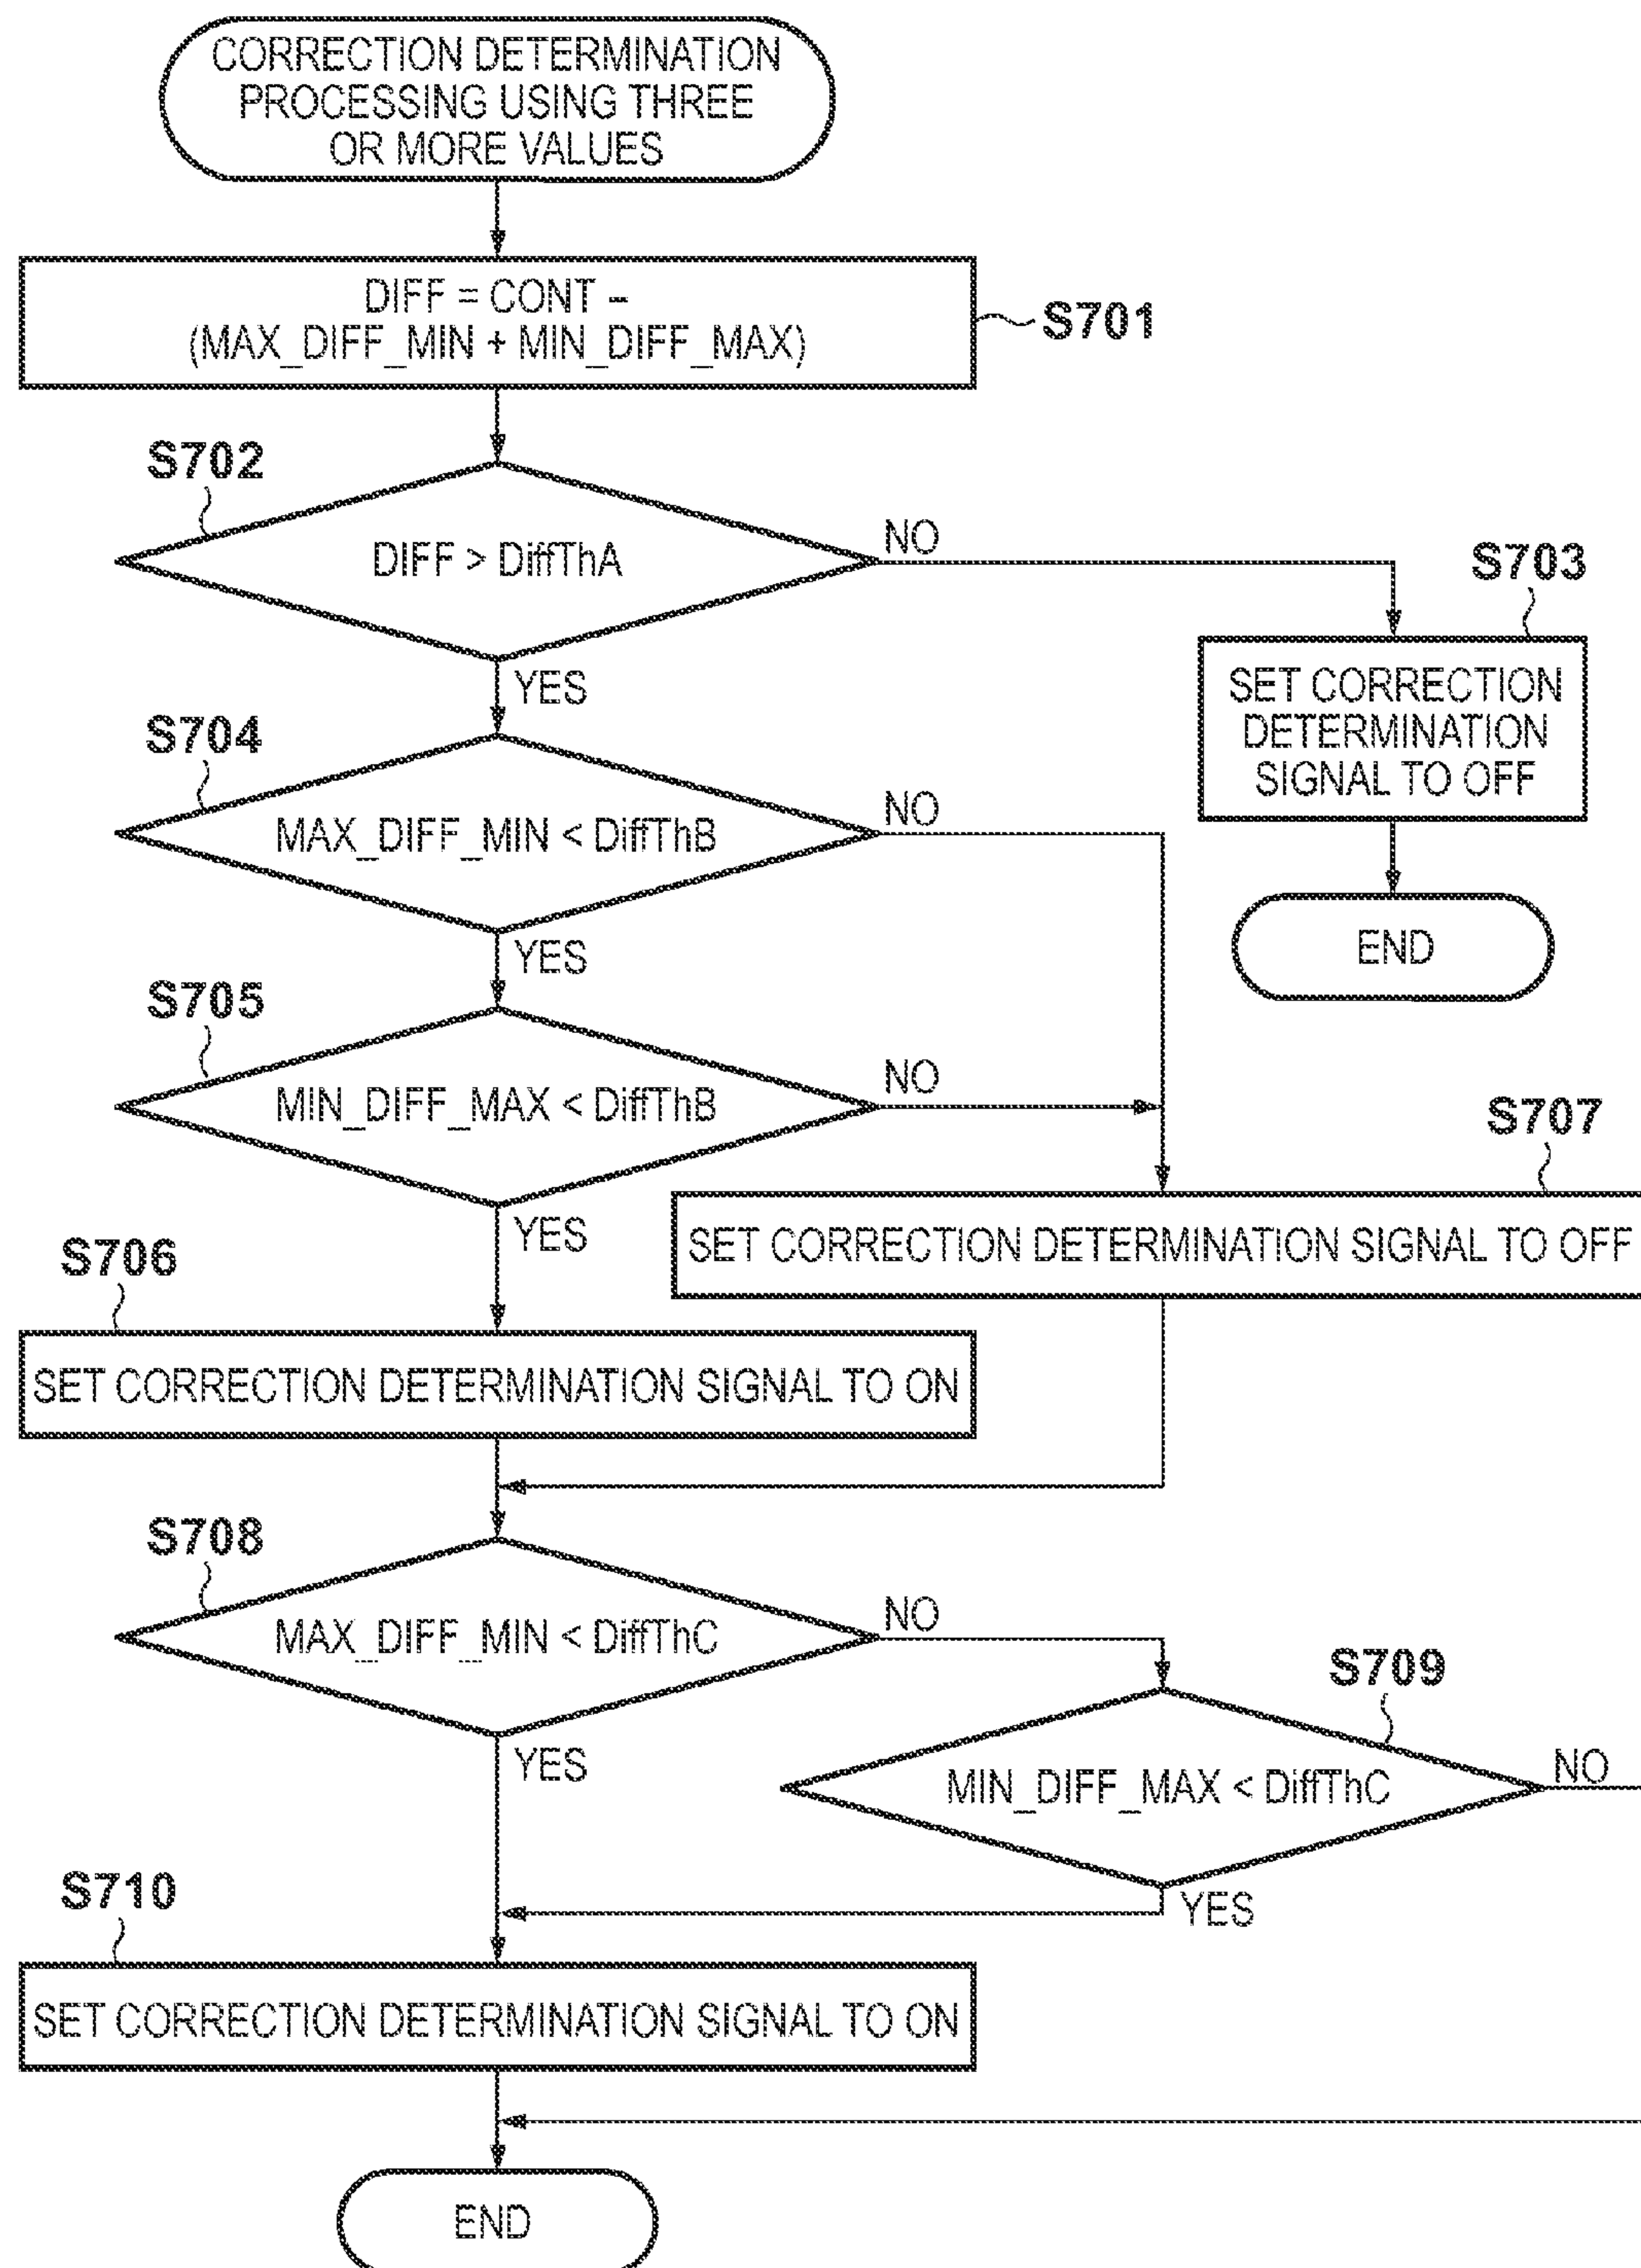 CORRECTION DETERMINATION
PROCESSING USING THREE
OR MORE VALUES
DIFF = CONT –
(MAX_DIFF_MIN + MIN_DIFF_MAX)
S701
S702
DIFF > DiffThA
NO
YES
S703
SET CORRECTION
DETERMINATION
SIGNAL TO OFF
END
S704
MAX_DIFF_MIN < DiffThB
NO
YES
S705
MIN_DIFF_MAX < DiffThB
NO
YES
S707
SET CORRECTION DETERMINATION SIGNAL TO OFF
S706
SET CORRECTION DETERMINATION SIGNAL TO ON
S708
MAX_DIFF_MIN < DiffThC
NO
YES
S709
MIN_DIFF_MAX < DiffThC
NO
YES
S710
SET CORRECTION DETERMINATION SIGNAL TO ON
END